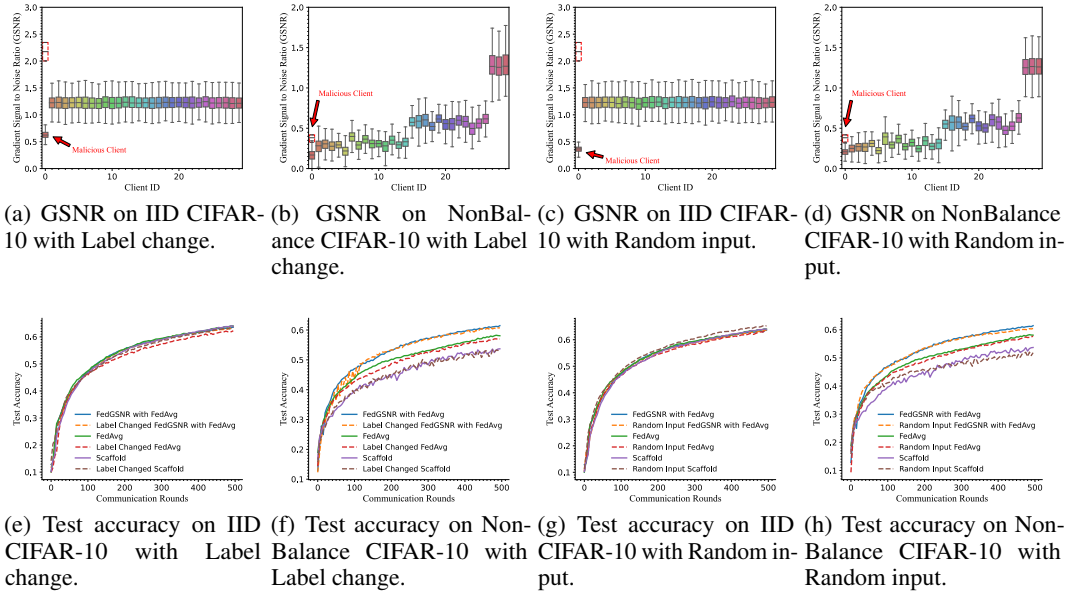 Gradient Signal to Noise Ratio (GSNR)
3.0
2.5
2.0
1.5
1.0
0.5
0.0
Malicious Client
0
20
Client ID
(a) GSNR on IID CIFAR-
10 with Label change.
Gradient Signal to Noise Ratio (GSNR)
2.0
1.5
1.0
0.5
0.0
Malicious Client
0
20
Client ID
(b) GSNR on NonBal-
ance CIFAR-10 with Label
change.
Gradient Signal to Noise Ratio (GSNR)
3.0
2.5
2.0
1.5
1.0
0.5
0.0
Malicious Client
0
20
Client ID
(c) GSNR on IID CIFAR-
10 with Random input.
Gradient Signal to Noise Ratio (GSNR)
2.0
1.5
1.0
0.5
0.0
Malicious Client
0
20
Client ID
(d) GSNR on NonBalance
CIFAR-10 with Random in-
put.
Test Accuracy
0.6
0.5
0.4
0.3
0.2
0.1
FedGSNR with FedAvg
Label Changed FedGSNR with FedAvg
FedAvg
Label Changed FedAvg
Scaffold
Label Changed Scaffold
0 100 200 300 400 500
Communication Rounds
(e) Test accuracy on IID
CIFAR-10 with Label
change.
Test Accuracy
0.6
0.5
0.4
0.3
0.2
0.1
FedGSNR with FedAvg
Label Changed FedGSNR with FedAvg
FedAvg
Label Changed FedAvg
Scaffold
Label Changed Scaffold
0 100 200 300 400 500
Communication Rounds
(f) Test accuracy on Non-
Balance CIFAR-10 with
Label change.
Test Accuracy
0.6
0.5
0.4
0.3
0.2
0.1
FedGSNR with FedAvg
Random Input FedGSNR with FedAvg
FedAvg
Random Input FedAvg
Scaffold
Random Input Scaffold
0 100 200 300 400 500
Communication Rounds
(g) Test accuracy on IID
CIFAR-10 with Random in-
put.
Test Accuracy
0.6
0.5
0.4
0.3
0.2
0.1
FedGSNR with FedAvg
Random Input FedGSNR with FedAvg
FedAvg
Random Input FedAvg
Scaffold
Random Input Scaffold
0 100 200 300 400 500
Communication Rounds
(h) Test accuracy on Non-
Balance CIFAR-10 with
Random input.